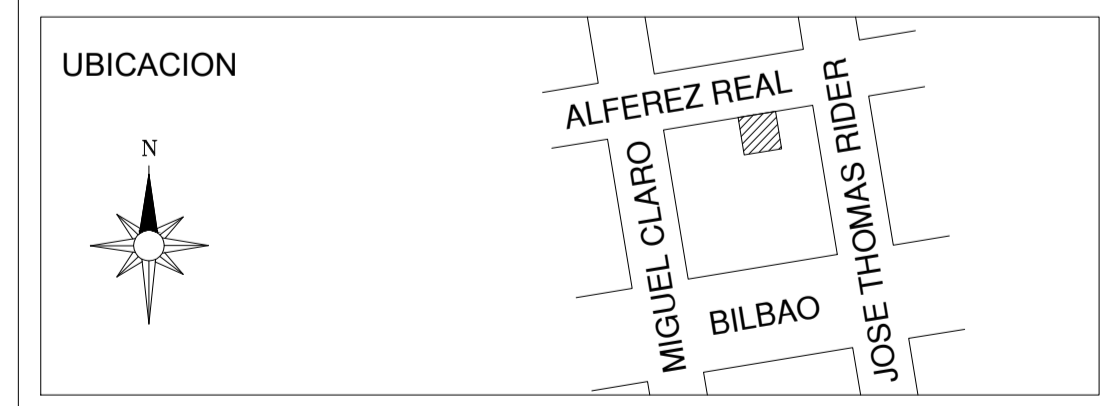 UBICACION
N
ALFEREZ REAL
MIGUEL CLARO
JOSE THOMAS RIDER
BILBAO